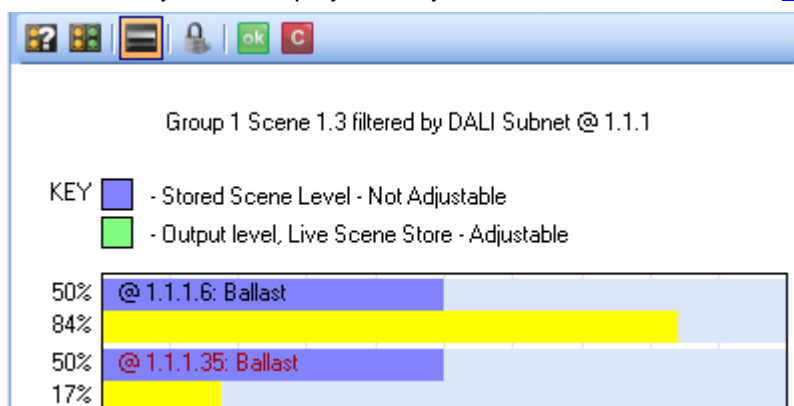 ok C
Group 1 Scene 1.3 filtered by DALI Subnet @ 1.1.1
KEY - Stored Scene Level - Not Adjustable
- Output level, Live Scene Store - Adjustable
50% @ 1.1.1.6: Ballast
84%
50% @ 1.1.1.35: Ballast
17%